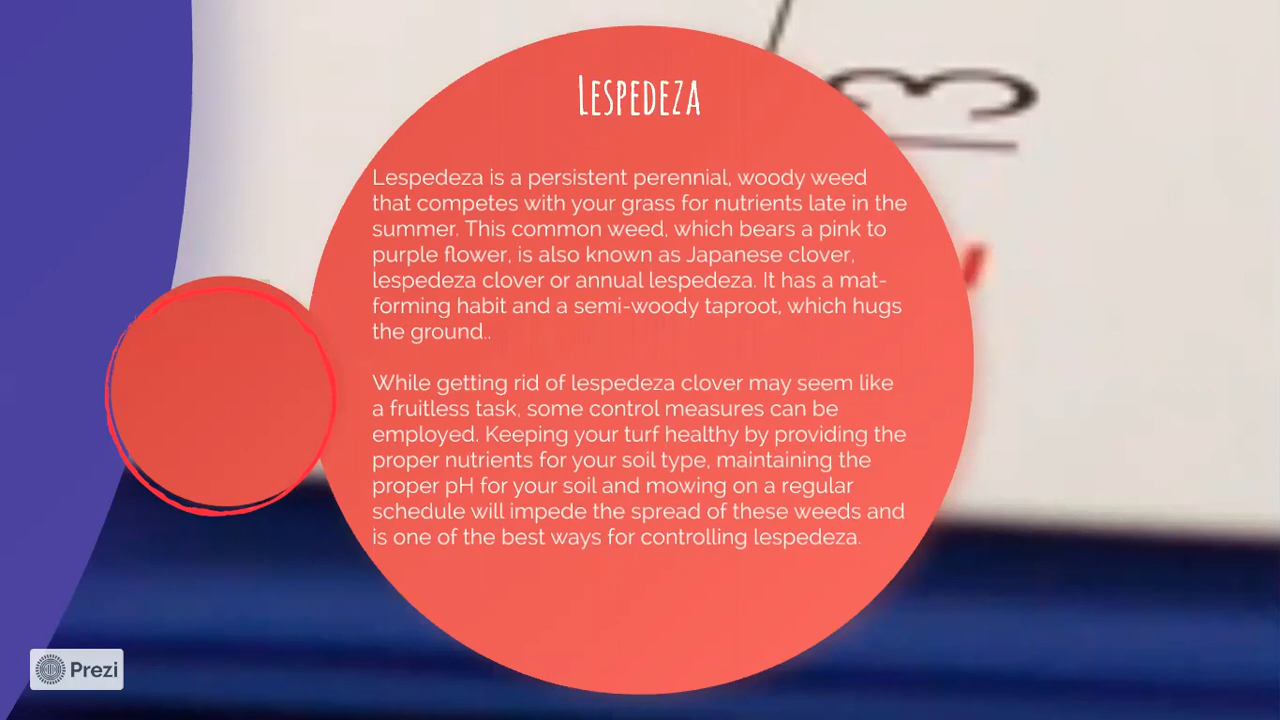 Lespedeza
Lespedeza is a persistent perennial, woody weed
that competes with your grass for nutrients late in the
summer. This common weed, which bears a pink to
purple flower, is also known as Japanese clover,
lespedeza clover or annual lespedeza. It has a mat-
forming habit and a semi-woody taproot, which hugs
the ground..
While getting rid of lespedeza clover may seem like
a fruitless task, some control measures can be
employed. Keeping your turf healthy by providing the
proper nutrients for your soil type, maintaining the
proper pH for your soil and mowing on a regular
schedule will impede the spread of these weeds and
is one of the best ways for controlling lespedeza.
Prezi